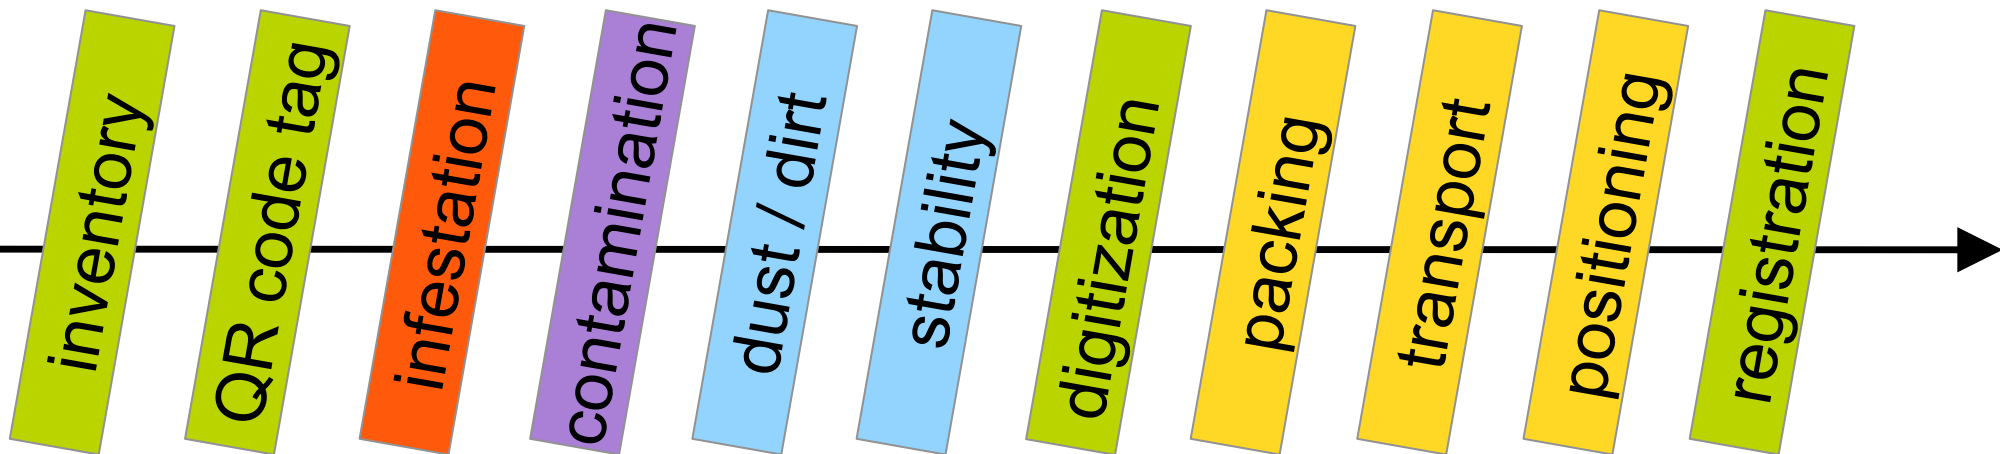 inventory
QR code tag
infestation
contamination
dust / dirt
stability
digitization
packing
transport
positioning
registration